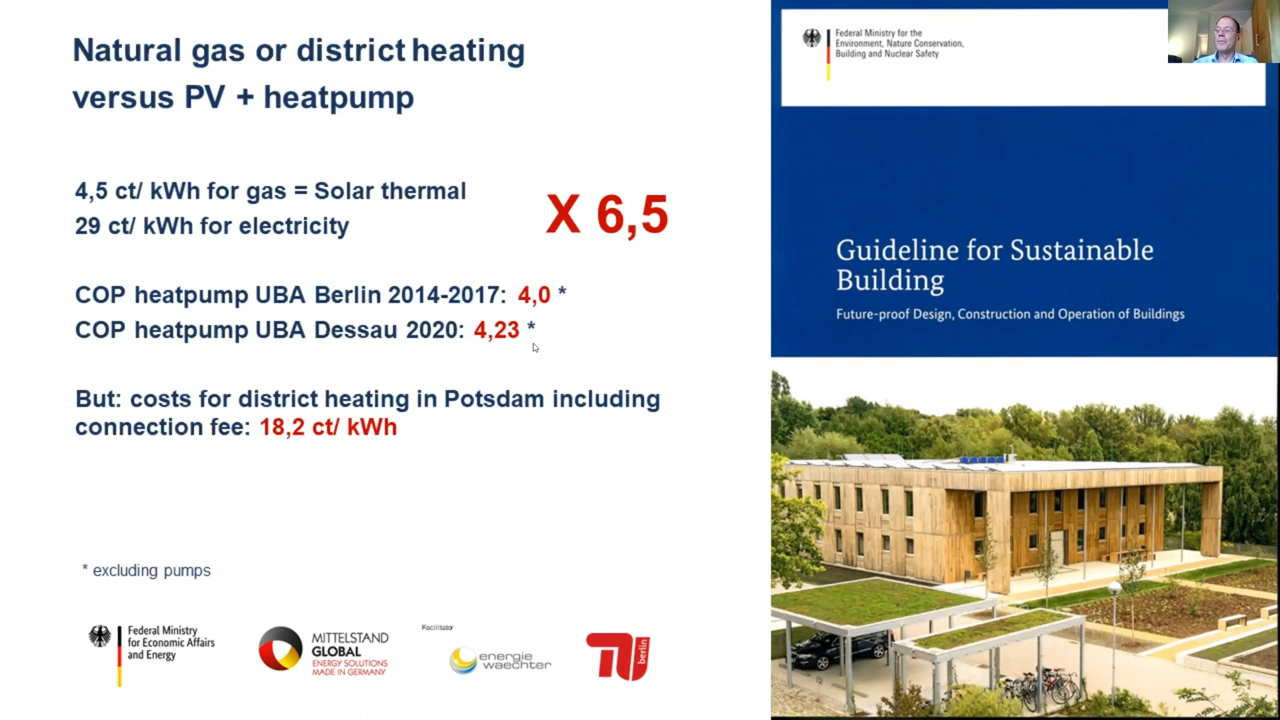 Natural gas or district heating
versus PV + heatpump
4,5 ct/ kWh for gas = Solar thermal
29 ct/ kWh for electricity
X 6,5
COP heatpump UBA Berlin 2014-2017: 4,0 *
COP heatpump UBA Dessau 2020: 4,23 *
But: costs for district heating in Potsdam including
connection fee: 18,2 ct/ kWh
* excluding pumps
Federal Ministry
for Economic Affairs
and Energy
MITTELSTAND
GLOBAL
ENERGY SOLUTIONS
MADE IN GERMANY
Facilitator
energie
waechter
berlin
Federal Ministry for the
Environment, Nature Conservation,
Building and Nuclear Safety
Guideline for Sustainable
Building
Future-proof Design, Construction and Operation of Buildings